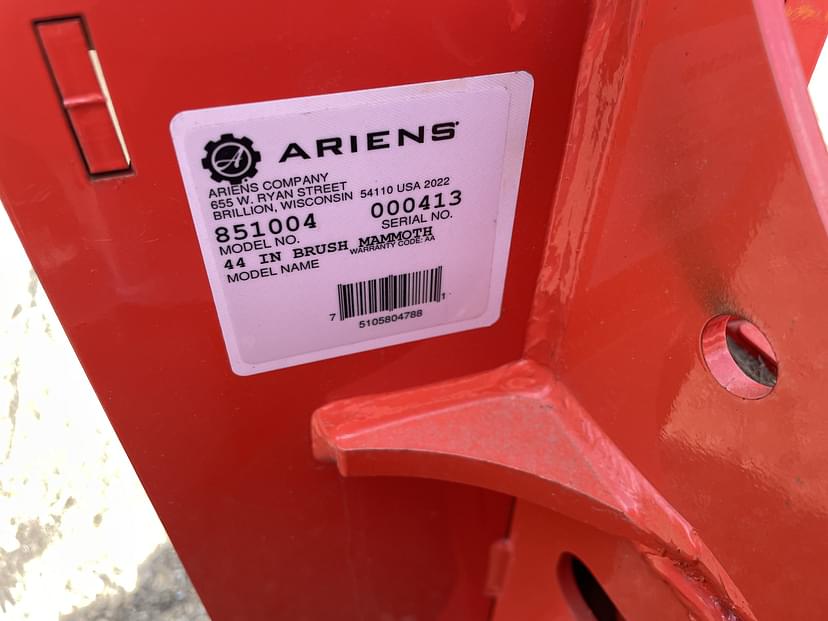 A ARIENS
ARIENS COMPANY
655 W. RYAN STREET
BRILLION, WISCONSIN 54110 USA 2022
851004 000413
MODEL NO. SERIAL NO.
44 IN BRUSH MAMMOTH
MODEL NAME WARRANTY CODE: AA
7 5105804788 1